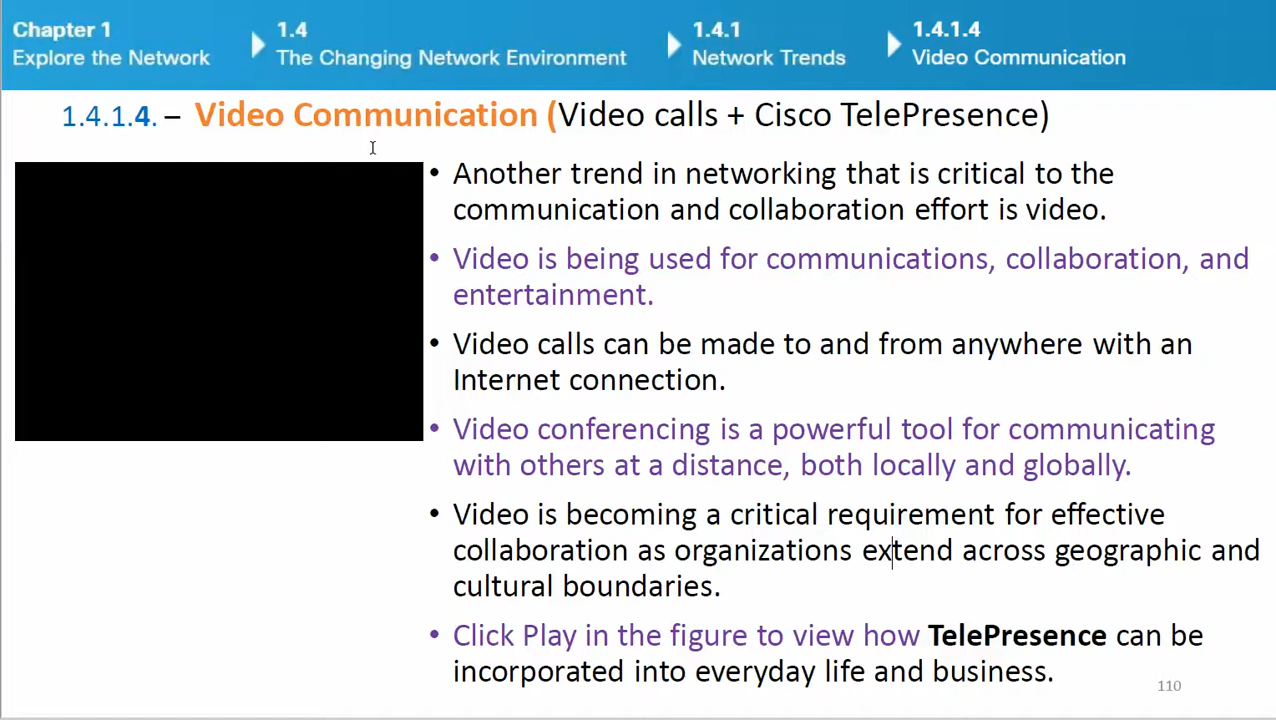 Chapter 1
Explore the Network
1.4
The Changing Network Environment
1.4.1
Network Trends
1.4.1.4
Video Communication
1.4.1.4. – Video Communication (Video calls + Cisco TelePresence)
• Another trend in networking that is critical to the
communication and collaboration effort is video.
• Video is being used for communications, collaboration, and
entertainment.
• Video calls can be made to and from anywhere with an
Internet connection.
• Video conferencing is a powerful tool for communicating
with others at a distance, both locally and globally.
• Video is becoming a critical requirement for effective
collaboration as organizations extend across geographic and
cultural boundaries.
• Click Play in the figure to view how TelePresence can be
incorporated into everyday life and business.
110